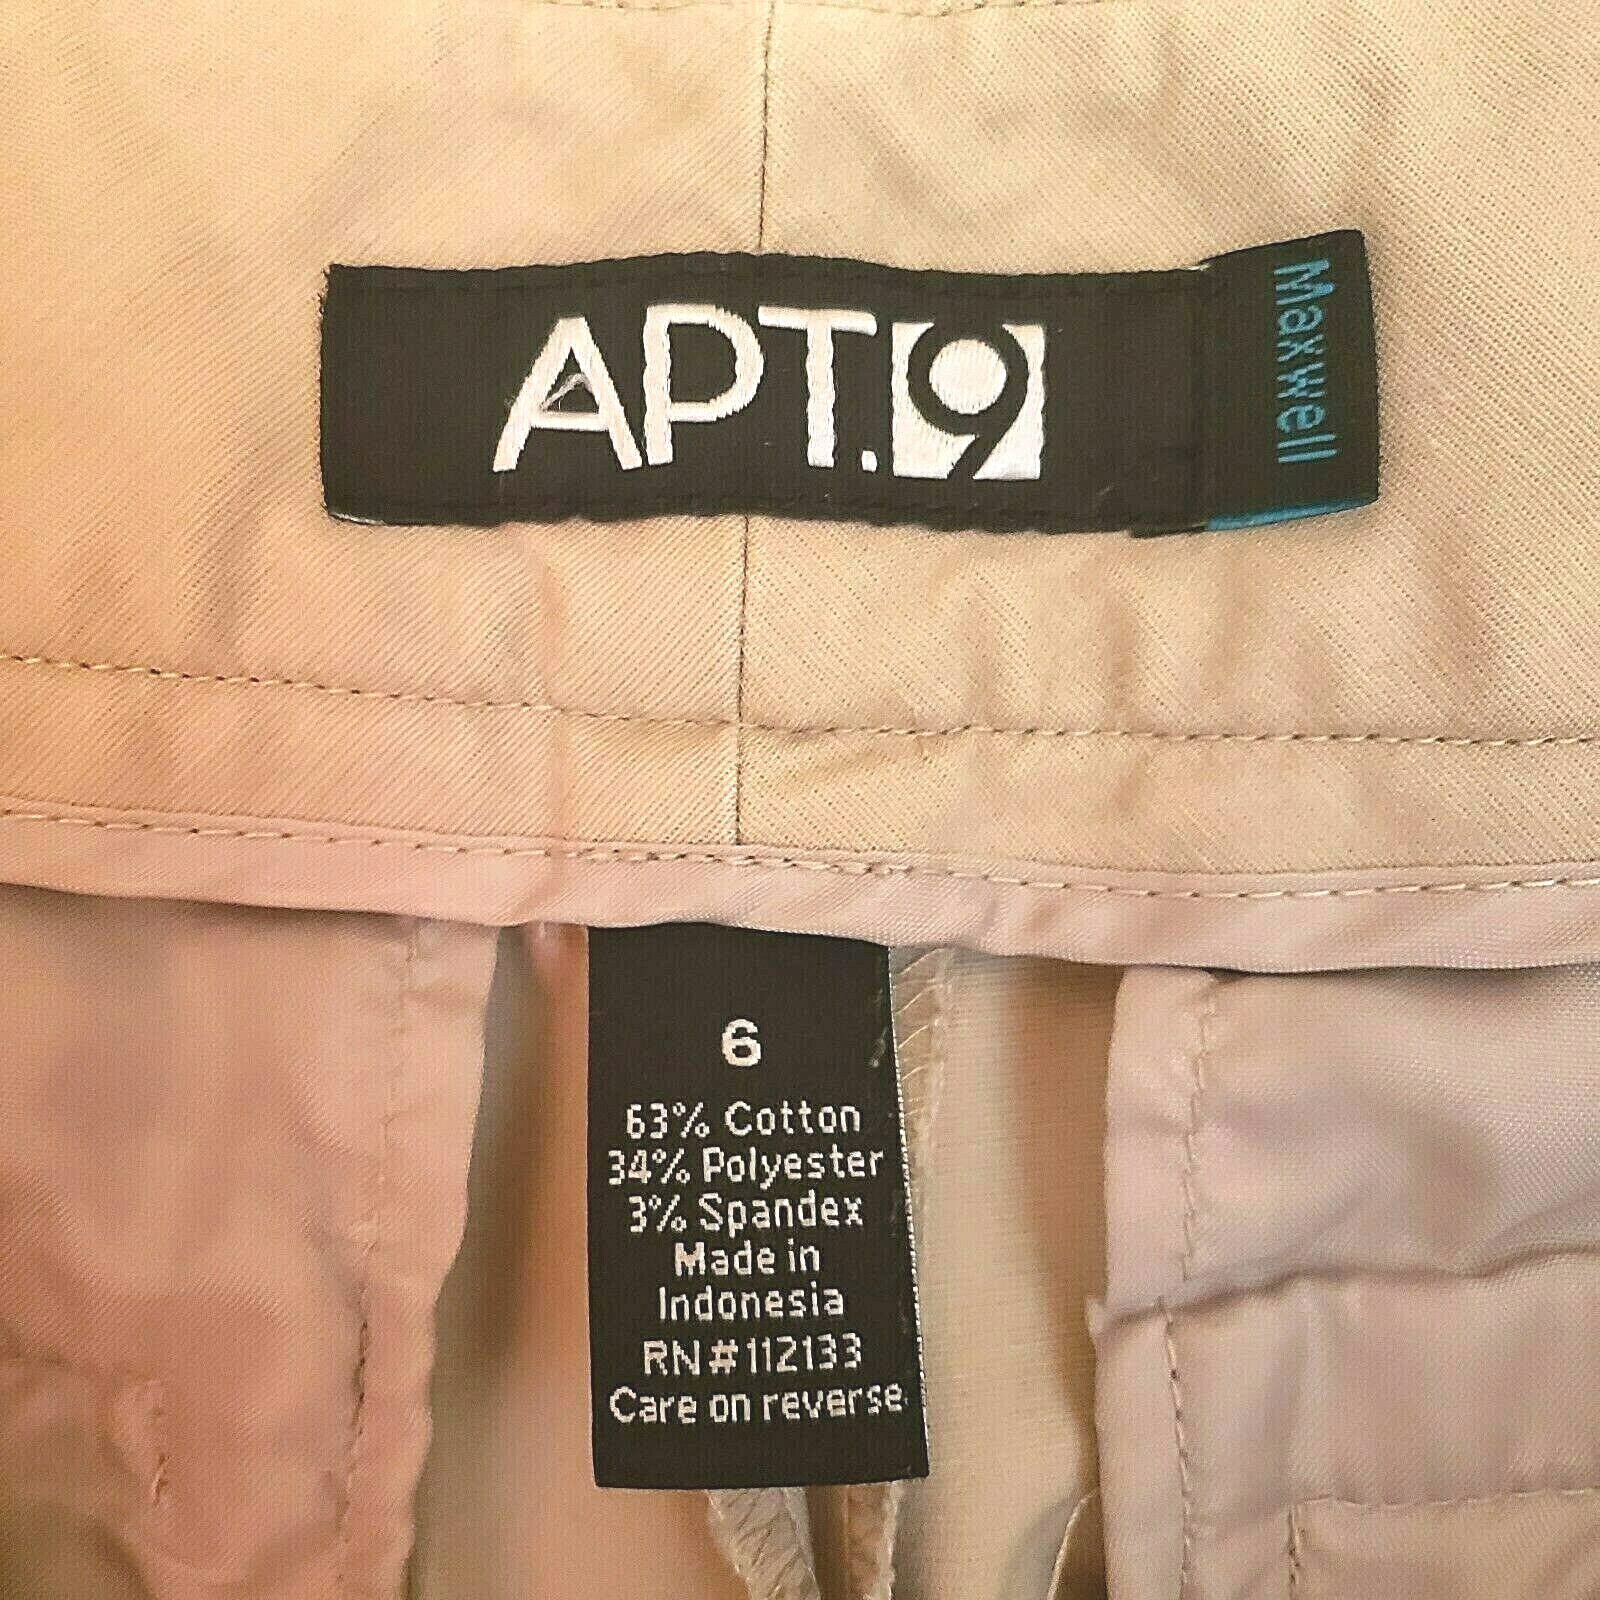 APT.9
Maxwell
6
63% Cotton
34% Polyester
3% Spandex
Made in
Indonesia
RN#112133
Care on reverse